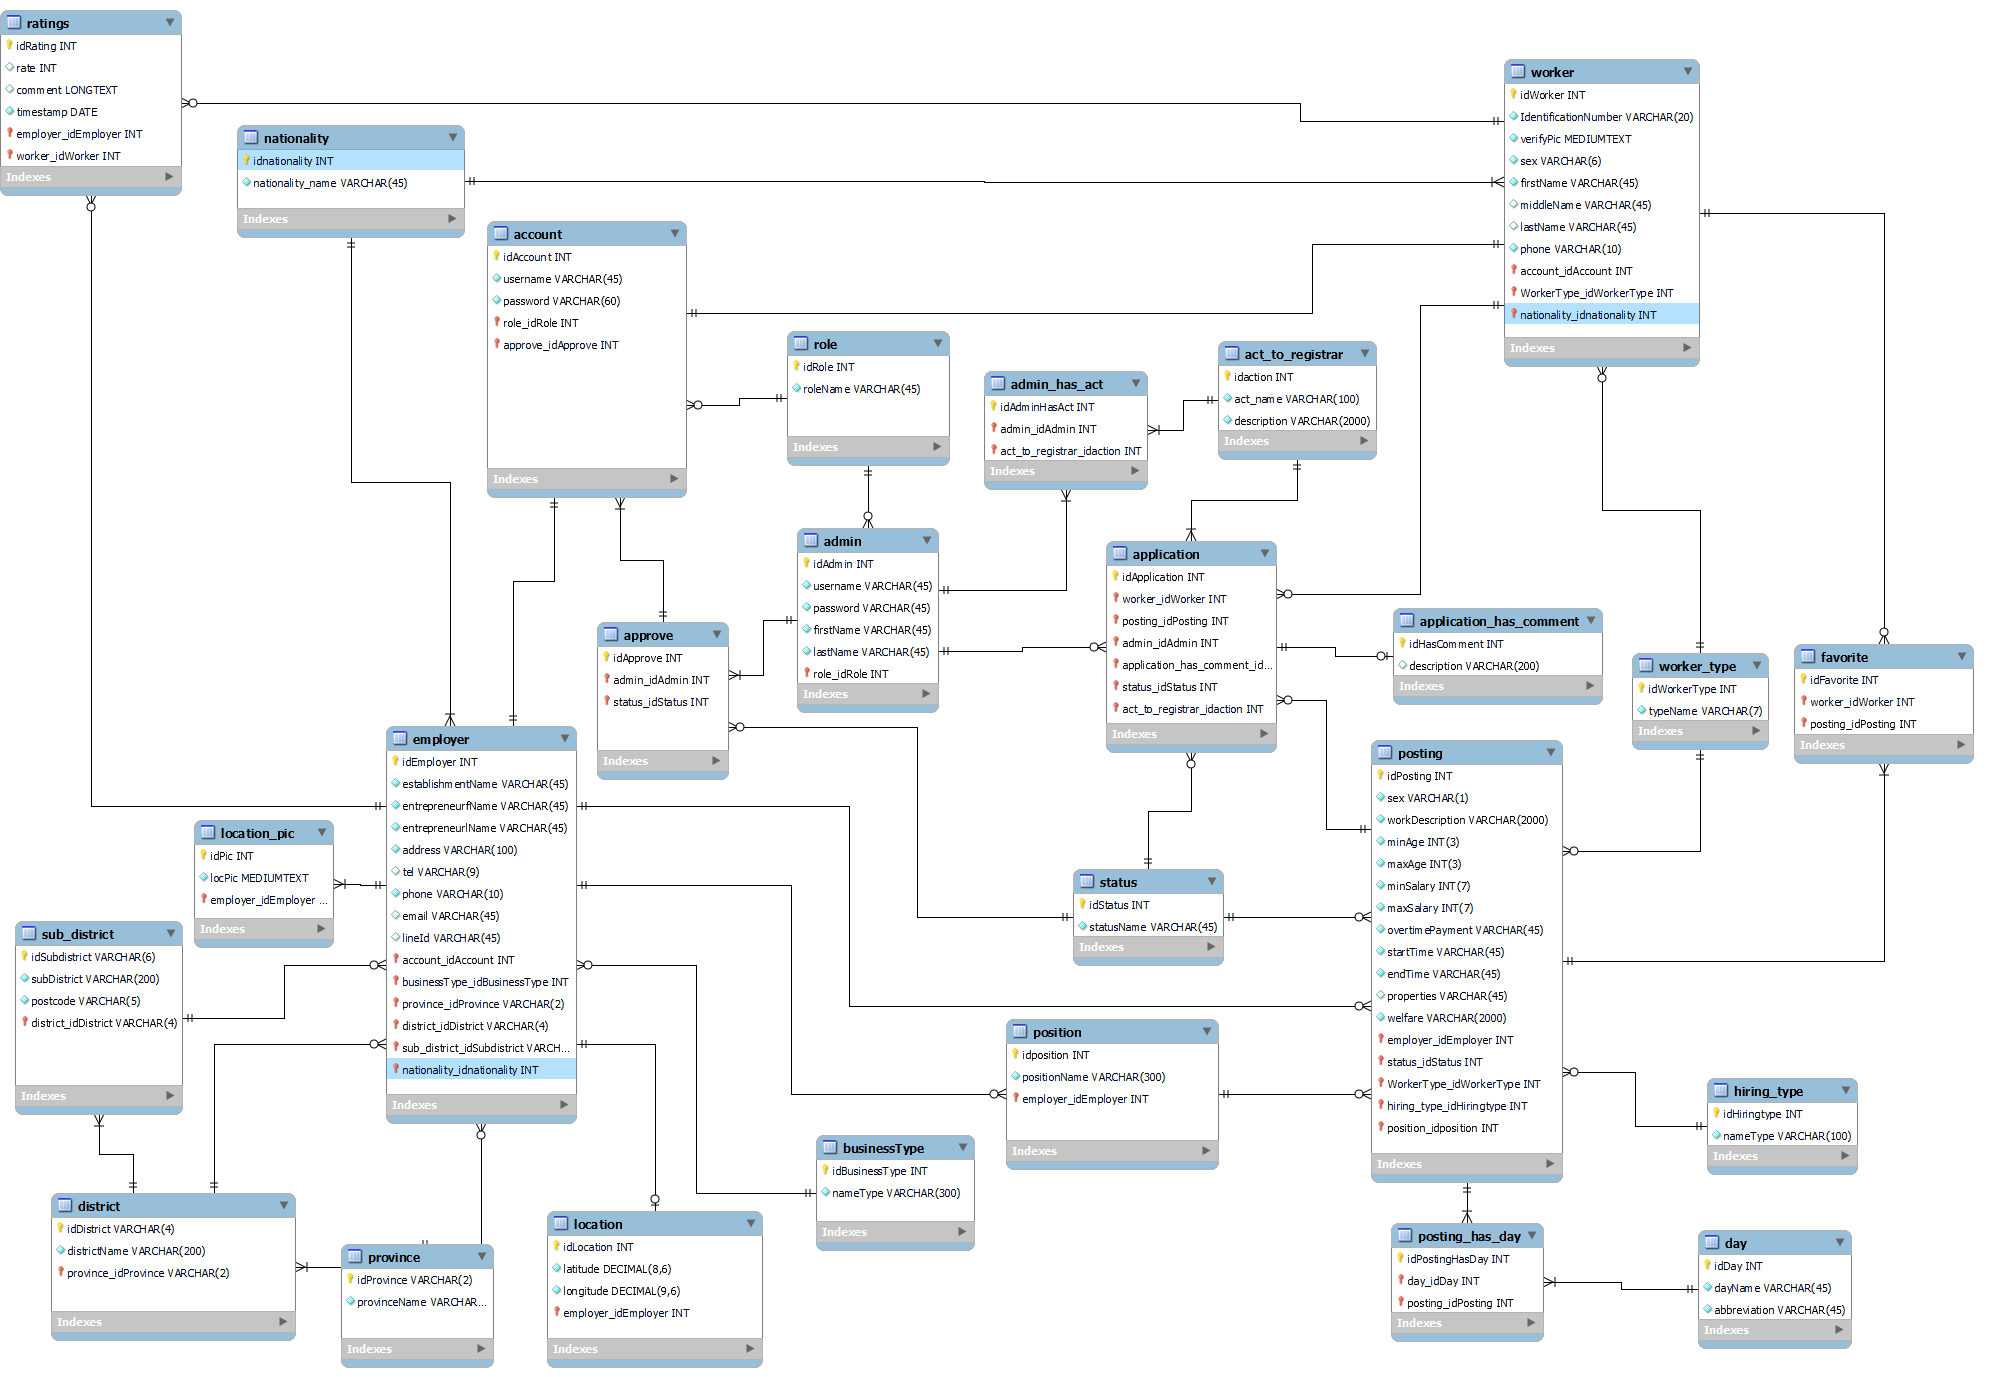 ratings
idRating INT
rate INT
comment LONGTEXT
timestamp DATE
employer_idEmployer INT
worker_idWorker INT
Indexes
nationality
idnationality INT
nationality_name VARCHAR(45)
Indexes
worker
idWorker INT
IdentificationNumber VARCHAR(20)
verifyPic MEDIUMTEXT
sex VARCHAR(6)
firstName VARCHAR(45)
middleName VARCHAR(45)
lastName VARCHAR(45)
phone VARCHAR(10)
account_idAccount INT
WorkerType_idWorkerType INT
nationality_idnationality INT
Indexes
account
idAccount INT
username VARCHAR(45)
password VARCHAR(60)
role_idRole INT
approve_idApprove INT
Indexes
role
idRole INT
roleName VARCHAR(45)
Indexes
admin_has_act
idAdminHasAct INT
admin_idAdmin INT
act_to_registrar_idaction INT
Indexes
act_to_registrar
idaction INT
act_name VARCHAR(100)
description VARCHAR(2000)
Indexes
admin
idAdmin INT
username VARCHAR(45)
password VARCHAR(45)
firstName VARCHAR(45)
lastName VARCHAR(45)
role_idRole INT
Indexes
application
idApplication INT
worker_idWorker INT
posting_idPosting INT
admin_idAdmin INT
application_has_comment_id...
status_idStatus INT
act_to_registrar_idaction INT
Indexes
application_has_comment
idHasComment INT
description VARCHAR(200)
Indexes
approve
idApprove INT
admin_idAdmin INT
status_idStatus INT
Indexes
worker_type
idWorkerType INT
typeName VARCHAR(7)
Indexes
favorite
idFavorite INT
worker_idWorker INT
posting_idPosting INT
Indexes
employer
idEmployer INT
establishmentName VARCHAR(45)
entrepreneurfName VARCHAR(45)
entrepreneurlName VARCHAR(45)
address VARCHAR(100)
tel VARCHAR(9)
phone VARCHAR(10)
email VARCHAR(45)
lineId VARCHAR(45)
account_idAccount INT
businessType_idBusinessType INT
province_idProvince VARCHAR(2)
district_idDistrict VARCHAR(4)
sub_district_idSubdistrict VARCH...
nationality_idnationality INT
Indexes
posting
idPosting INT
sex VARCHAR(1)
workDescription VARCHAR(2000)
minAge INT(3)
maxAge INT(3)
minSalary INT(7)
maxSalary INT(7)
overtimePayment VARCHAR(45)
startTime VARCHAR(45)
endTime VARCHAR(45)
properties VARCHAR(45)
welfare VARCHAR(2000)
employer_idEmployer INT
status_idStatus INT
WorkerType_idWorkerType INT
hiring_type_idHiringtype INT
position_idposition INT
Indexes
location_pic
idPic INT
locPic MEDIUMTEXT
employer_idEmployer ...
Indexes
status
idStatus INT
statusName VARCHAR(45)
Indexes
sub_district
idSubdistrict VARCHAR(6)
subDistrict VARCHAR(200)
postcode VARCHAR(5)
district_idDistrict VARCHAR(4)
Indexes
position
idposition INT
positionName VARCHAR(300)
employer_idEmployer INT
Indexes
hiring_type
idHiringtype INT
nameType VARCHAR(100)
Indexes
businessType
idBusinessType INT
nameType VARCHAR(300)
Indexes
district
idDistrict VARCHAR(4)
districtName VARCHAR(200)
province_idProvince VARCHAR(2)
Indexes
province
idProvince VARCHAR(2)
provinceName VARCHAR...
Indexes
location
idLocation INT
latitude DECIMAL(8,6)
longitude DECIMAL(9,6)
employer_idEmployer INT
Indexes
posting_has_day
idPostingHasDay INT
day_idDay INT
posting_idPosting INT
Indexes
day
idDay INT
dayName VARCHAR(45)
abbreviation VARCHAR(45)
Indexes